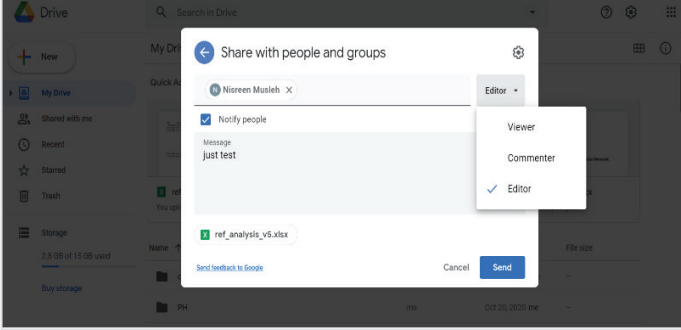 Drive
Search in Drive
New
My Dri
Share with people and groups
Quick Ac
My Drive
Nisreen Musleh X
Editor
Shared with me
Notify people
Viewer
Recent
Message
just test
Commenter
Starred
Editor
Trash
ref
You ope
ref_analysis_v5.xlsx
Storage
Name
File size
2.8 GB of 15 GB used
Send feedback to Google
Cancel
Send
Buy storage
PH
me
Oct 20, 2020 me